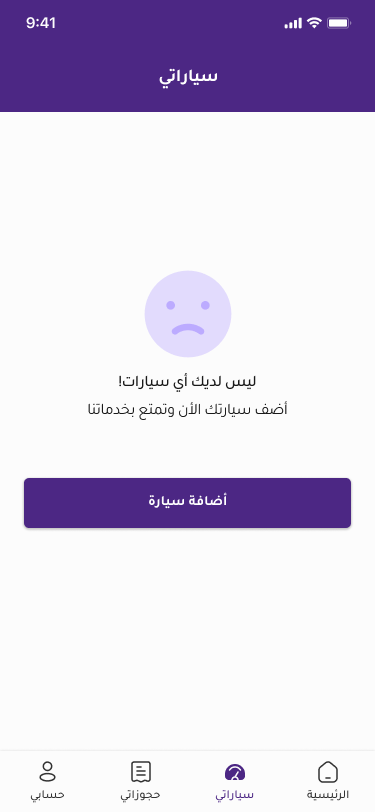 9:41
سياراتي
ليس لديك أي سيارات!
أضف سيارتك الأن وتمتع بخدماتنا
أضافة سيارة
الرئيسية
سياراتي
حجوزاتي
حسابي